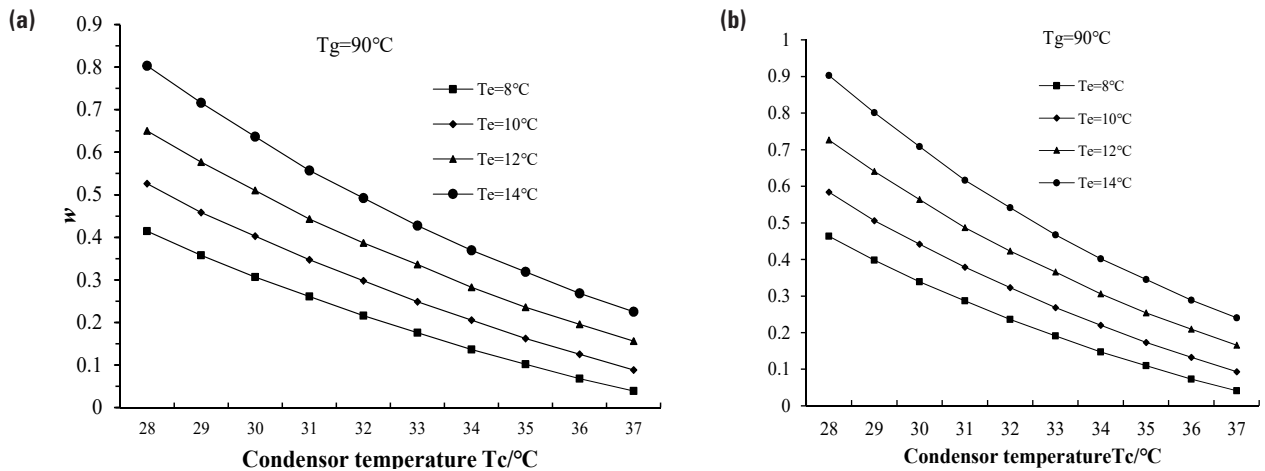 (a)
0.9
0.8
0.7
0.6
0.5
0.4
0.3
0.2
0.1
0
w
Tg=90℃
Te=8℃
Te=10℃
Te=12℃
Te=14℃
28 29 30 31 32 33 34 35 36 37
Condensor temperature Tc/℃
(b)
1
0.9
0.8
0.7
0.6
0.5
0.4
0.3
0.2
0.1
0
Tg=90℃
Te=8℃
Te=10℃
Te=12℃
Te=14℃
28 29 30 31 32 33 34 35 36 37
Condensor temperatureTc/℃